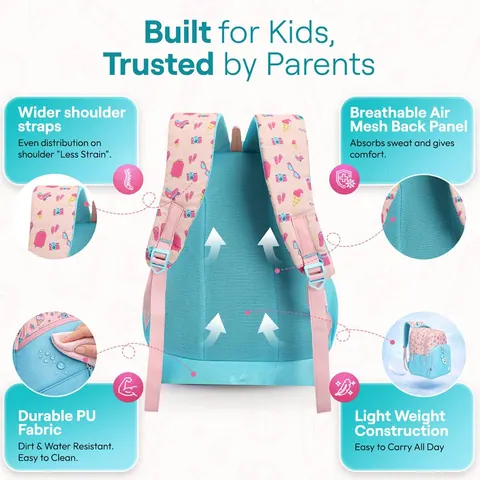 Built for Kids,
Trusted by Parents
Wider shoulder
straps
Even distribution on
shoulder "Less Strain".
Breathable Air
Mesh Back Panel
Absorbs sweat and gives
comfort.
Durable PU
Fabric
Dirt & Water Resistant.
Easy to Clean.
Light Weight
Construction
Easy to Carry All Day